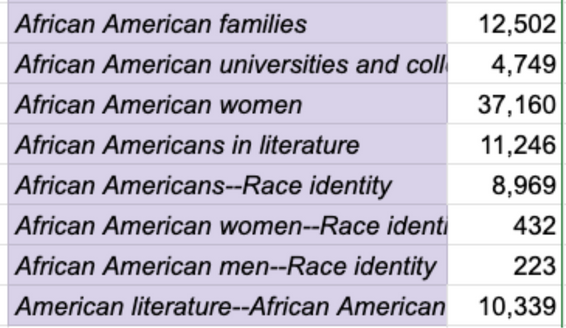 African American families 12,502
African American universities and coll 4,749
African American women 37,160
African Americans in literature 11,246
African Americans--Race identity 8,969
African American women--Race identi 432
African American men--Race identity 223
American literature--African American 10,339